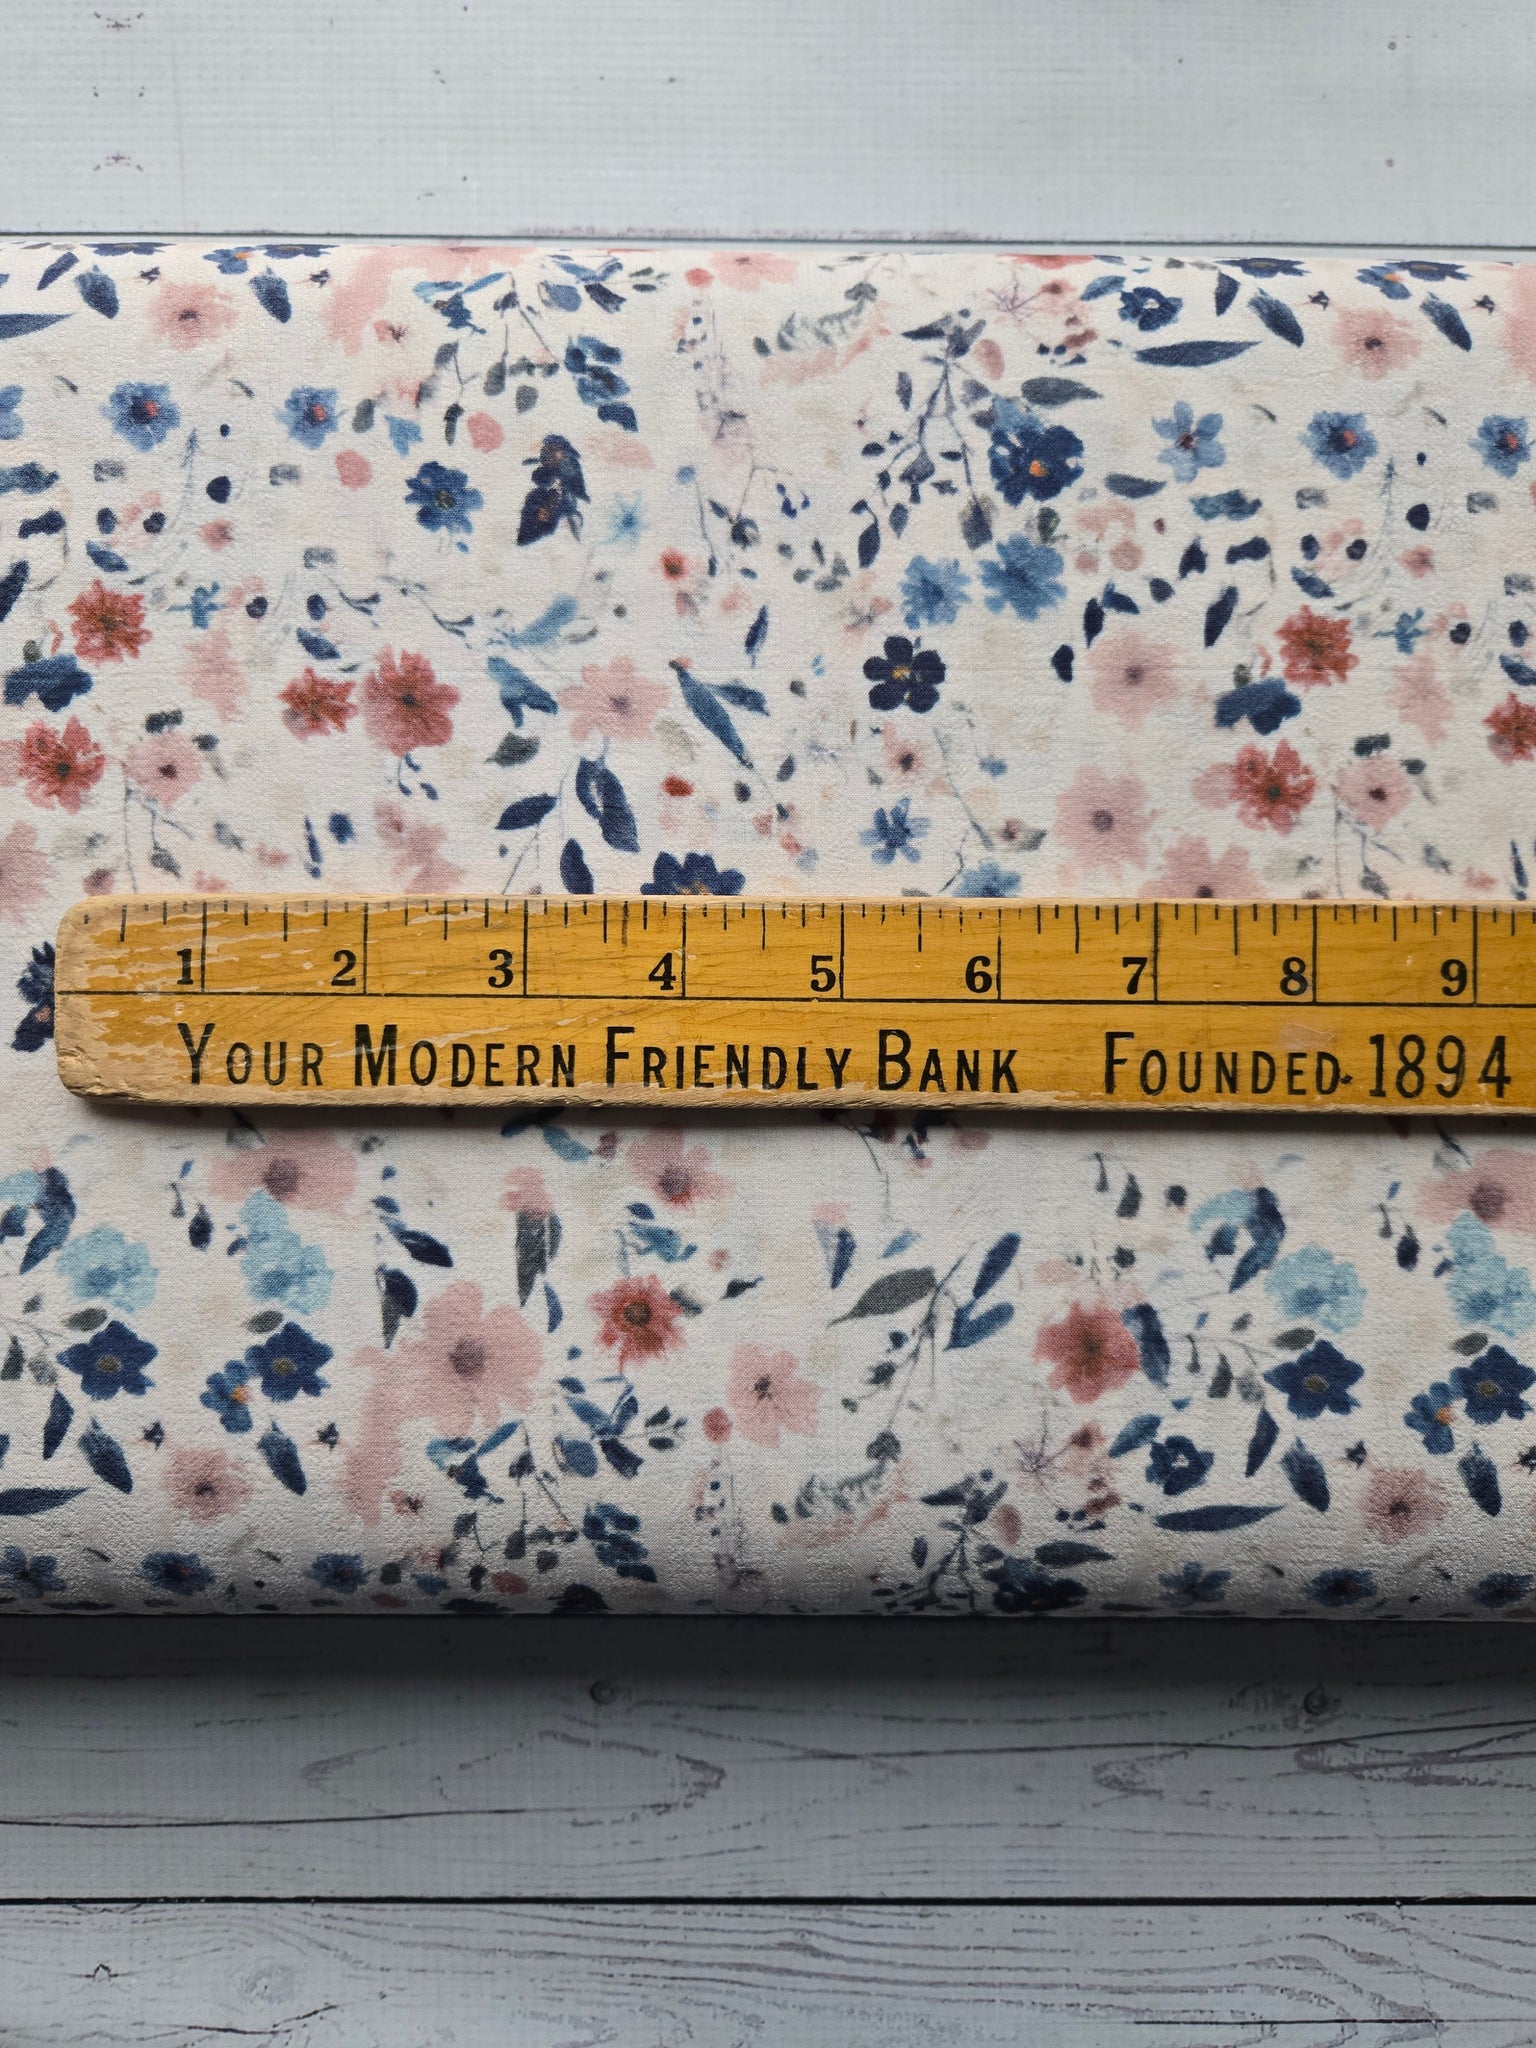 1 2 3 4 5 6 7 8 9
YOUR MODERN FRIENDLY BANK FOUNDED 1894